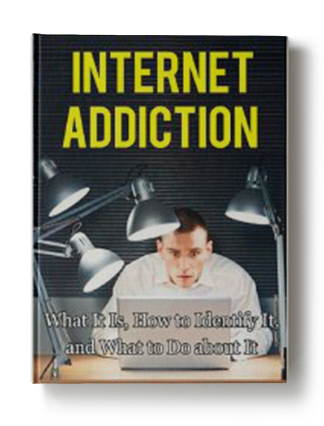 INTERNET
ADDICTION
What It Is, How to Identify It,
and What to Do about It